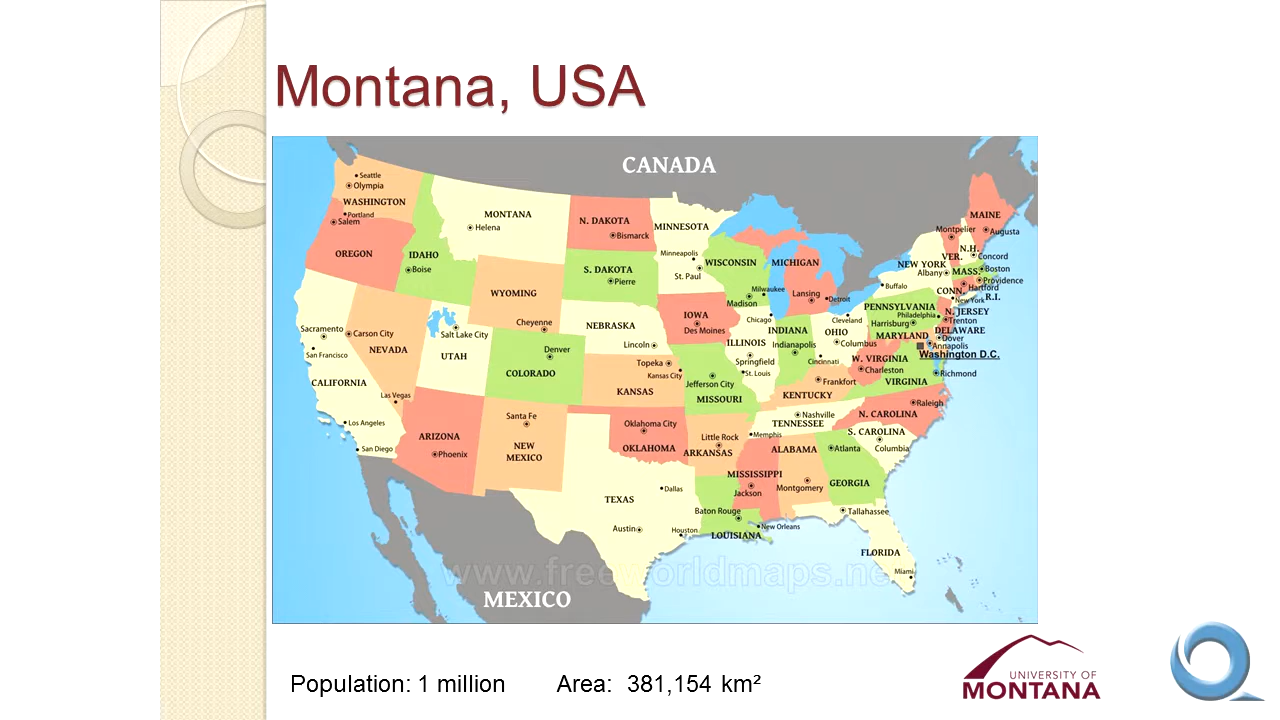 Montana, USA
CANADA
Seattle
Olympia
WASHINGTON
Portland
Salem
OREGON
IDAHO
Boise
MONTANA
Helena
N. DAKOTA
Bismarck
MINNESOTA
Minneapolis
St. Paul
S. DAKOTA
Pierre
WISCONSIN
Madison
Milwaukee
MICHIGAN
Lansing
Detroit
MAINE
Augusta
Montpelier
VER.
N.H.
Concord
NEW YORK
Albany
Buffalo
MASS.
Boston
Providence
CONN.
Hartford
R.I.
New York
PENNSYLVANIA
Philadelphia
Harrisburg
N. JERSEY
Trenton
MARYLAND
DELAWARE
Dover
Annapolis
Washington D.C.
WYOMING
Cheyenne
NEBRASKA
Lincoln
IOWA
Des Moines
Chicago
ILLINOIS
Springfield
INDIANA
Indianapolis
OHIO
Cleveland
Columbus
Cincinnati
W. VIRGINIA
Charleston
VIRGINIA
Richmond
Sacramento
San Francisco
CALIFORNIA
Los Angeles
San Diego
Carson City
NEVADA
Las Vegas
Salt Lake City
UTAH
Denver
COLORADO
Topeka
Kansas City
KANSAS
Jefferson City
St. Louis
MISSOURI
Frankfort
KENTUCKY
Nashville
TENNESSEE
Memphis
Raleigh
N. CAROLINA
S. CAROLINA
Columbia
ARIZONA
Phoenix
Santa Fe
NEW
MEXICO
Oklahoma City
OKLAHOMA
Little Rock
ARKANSAS
MISSISSIPPI
Jackson
ALABAMA
Montgomery
Atlanta
GEORGIA
TEXAS
Dallas
Austin
Houston
Baton Rouge
LOUISIANA
New Orleans
Tallahassee
FLORIDA
Miami
www.freeworldmaps.ne
MEXICO
Population: 1 million Area: 381,154 km²
UNIVERSITY OF
MONTANA